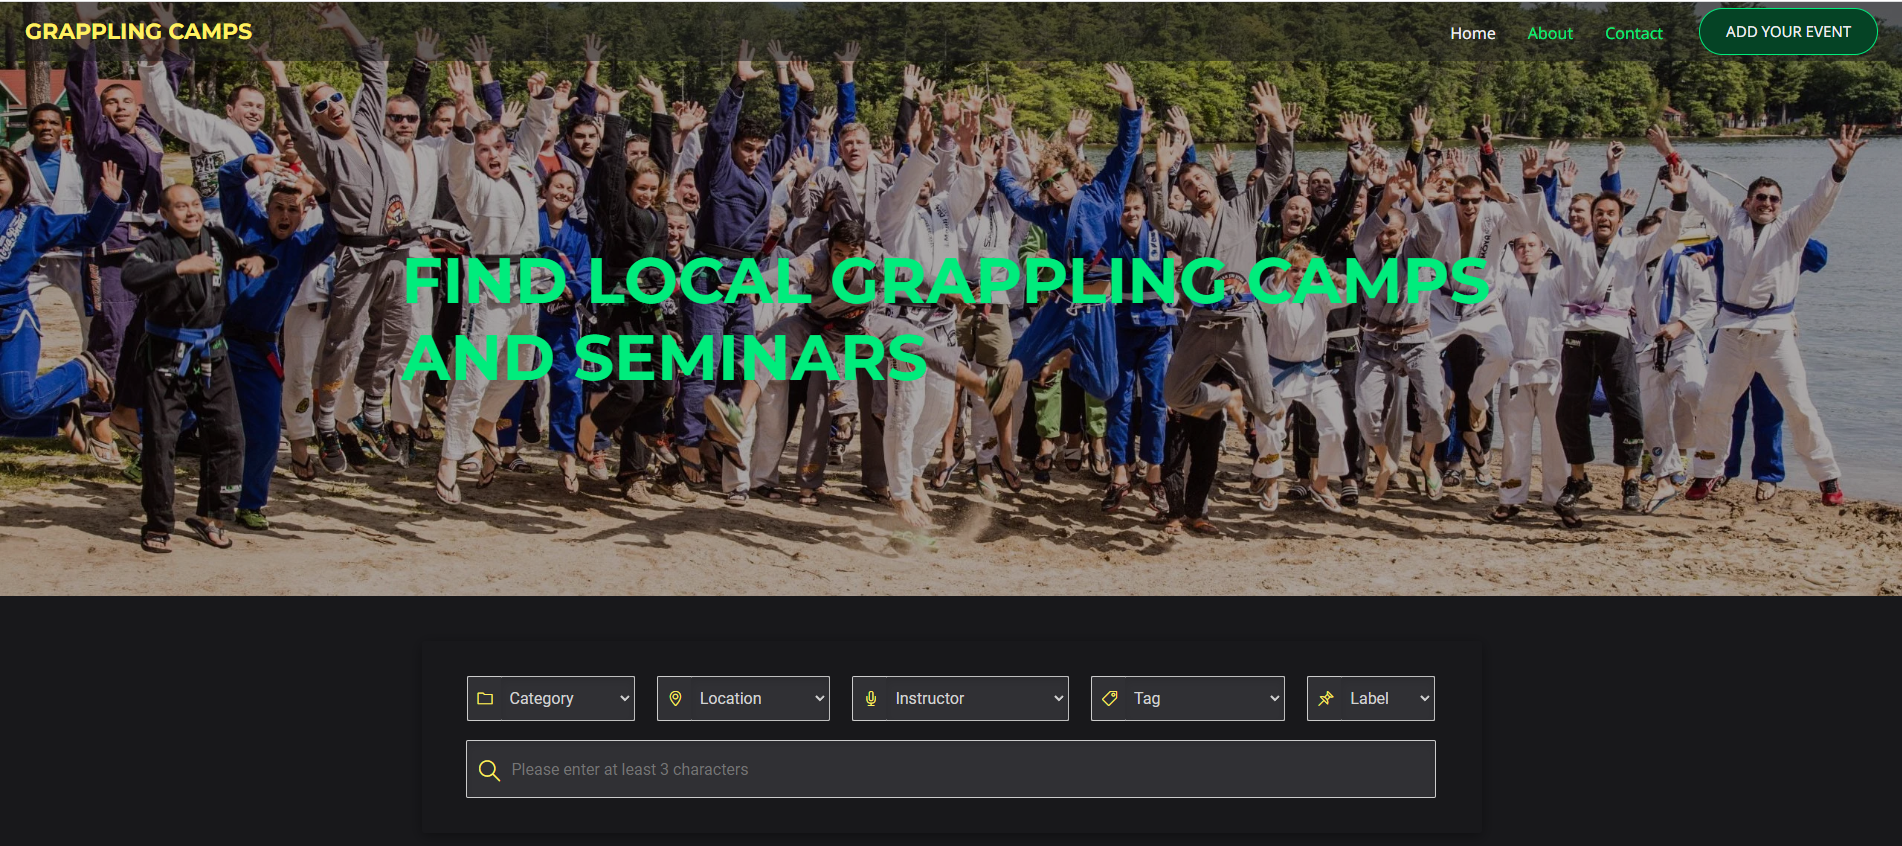 GRAPPLING CAMPS
Home About Contact ADD YOUR EVENT
FIND LOCAL GRAPPLING CAMPS
AND SEMINARS
Category Location Instructor Tag Label
Please enter at least 3 characters